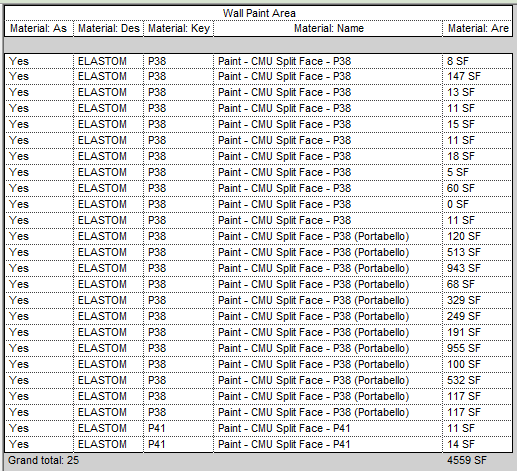 Wall Paint Area
Material: As Material: Des Material: Key Material: Name Material: Are
Yes ELASTOM P38 Paint - CMU Split Face - P38 8 SF
Yes ELASTOM P38 Paint - CMU Split Face - P38 147 SF
Yes ELASTOM P38 Paint - CMU Split Face - P38 13 SF
Yes ELASTOM P38 Paint - CMU Split Face - P38 11 SF
Yes ELASTOM P38 Paint - CMU Split Face - P38 15 SF
Yes ELASTOM P38 Paint - CMU Split Face - P38 11 SF
Yes ELASTOM P38 Paint - CMU Split Face - P38 18 SF
Yes ELASTOM P38 Paint - CMU Split Face - P38 5 SF
Yes ELASTOM P38 Paint - CMU Split Face - P38 60 SF
Yes ELASTOM P38 Paint - CMU Split Face - P38 0 SF
Yes ELASTOM P38 Paint - CMU Split Face - P38 11 SF
Yes ELASTOM P38 Paint - CMU Split Face - P38 (Portabello) 120 SF
Yes ELASTOM P38 Paint - CMU Split Face - P38 (Portabello) 513 SF
Yes ELASTOM P38 Paint - CMU Split Face - P38 (Portabello) 943 SF
Yes ELASTOM P38 Paint - CMU Split Face - P38 (Portabello) 68 SF
Yes ELASTOM P38 Paint - CMU Split Face - P38 (Portabello) 329 SF
Yes ELASTOM P38 Paint - CMU Split Face - P38 (Portabello) 249 SF
Yes ELASTOM P38 Paint - CMU Split Face - P38 (Portabello) 191 SF
Yes ELASTOM P38 Paint - CMU Split Face - P38 (Portabello) 955 SF
Yes ELASTOM P38 Paint - CMU Split Face - P38 (Portabello) 100 SF
Yes ELASTOM P38 Paint - CMU Split Face - P38 (Portabello) 532 SF
Yes ELASTOM P38 Paint - CMU Split Face - P38 (Portabello) 117 SF
Yes ELASTOM P38 Paint - CMU Split Face - P38 (Portabello) 117 SF
Yes ELASTOM P41 Paint - CMU Split Face - P41 11 SF
Yes ELASTOM P41 Paint - CMU Split Face - P41 14 SF
Grand total: 25 4559 SF